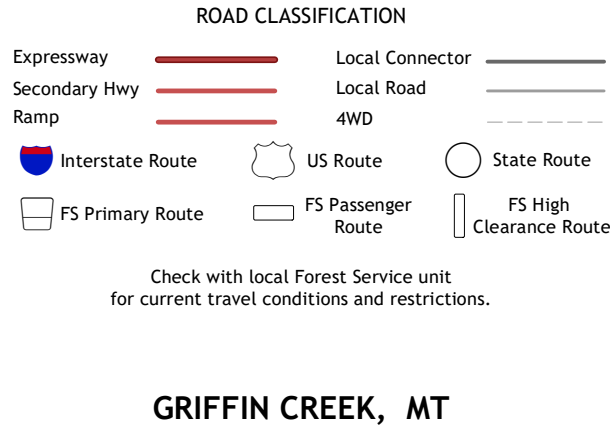 ROAD CLASSIFICATION
Expressway
Local Connector
Secondary Hwy
Local Road
Ramp
4WD
Interstate Route
US Route
State Route
FS Primary Route
FS Passenger
Route
FS High
Clearance Route
Check with local Forest Service unit
for current travel conditions and restrictions.
GRIFFIN CREEK, MT